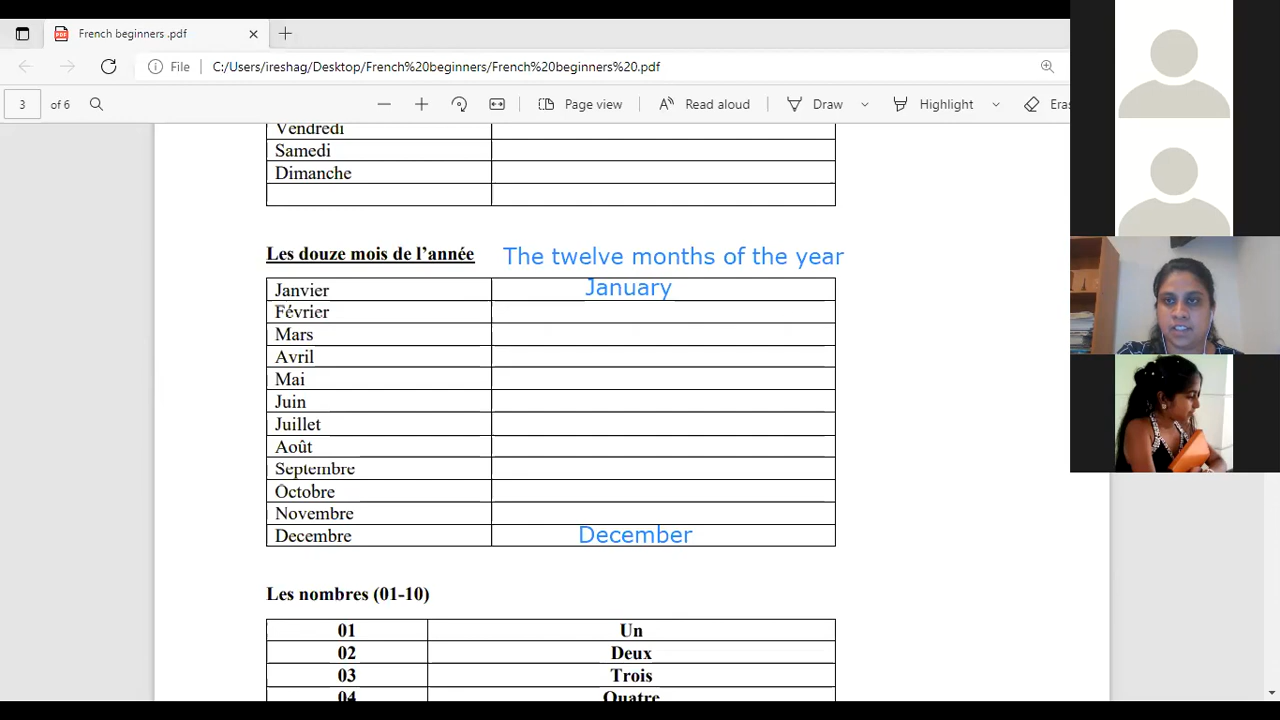 French beginners .pdf
File C:/Users/ireshag/Desktop/French%20beginners/French%20beginners%20.pdf
3 of 6 Page view Read aloud Draw Highlight
Vendredi
Samedi
Dimanche
Les douze mois de l’année The twelve months of the year
Janvier January
Février
Mars
Avril
Mai
Juin
Juillet
Août
Septembre
Octobre
Novembre
Decembre December
Les nombres (01-10)
01 Un
02 Deux
03 Trois
04 Quatre